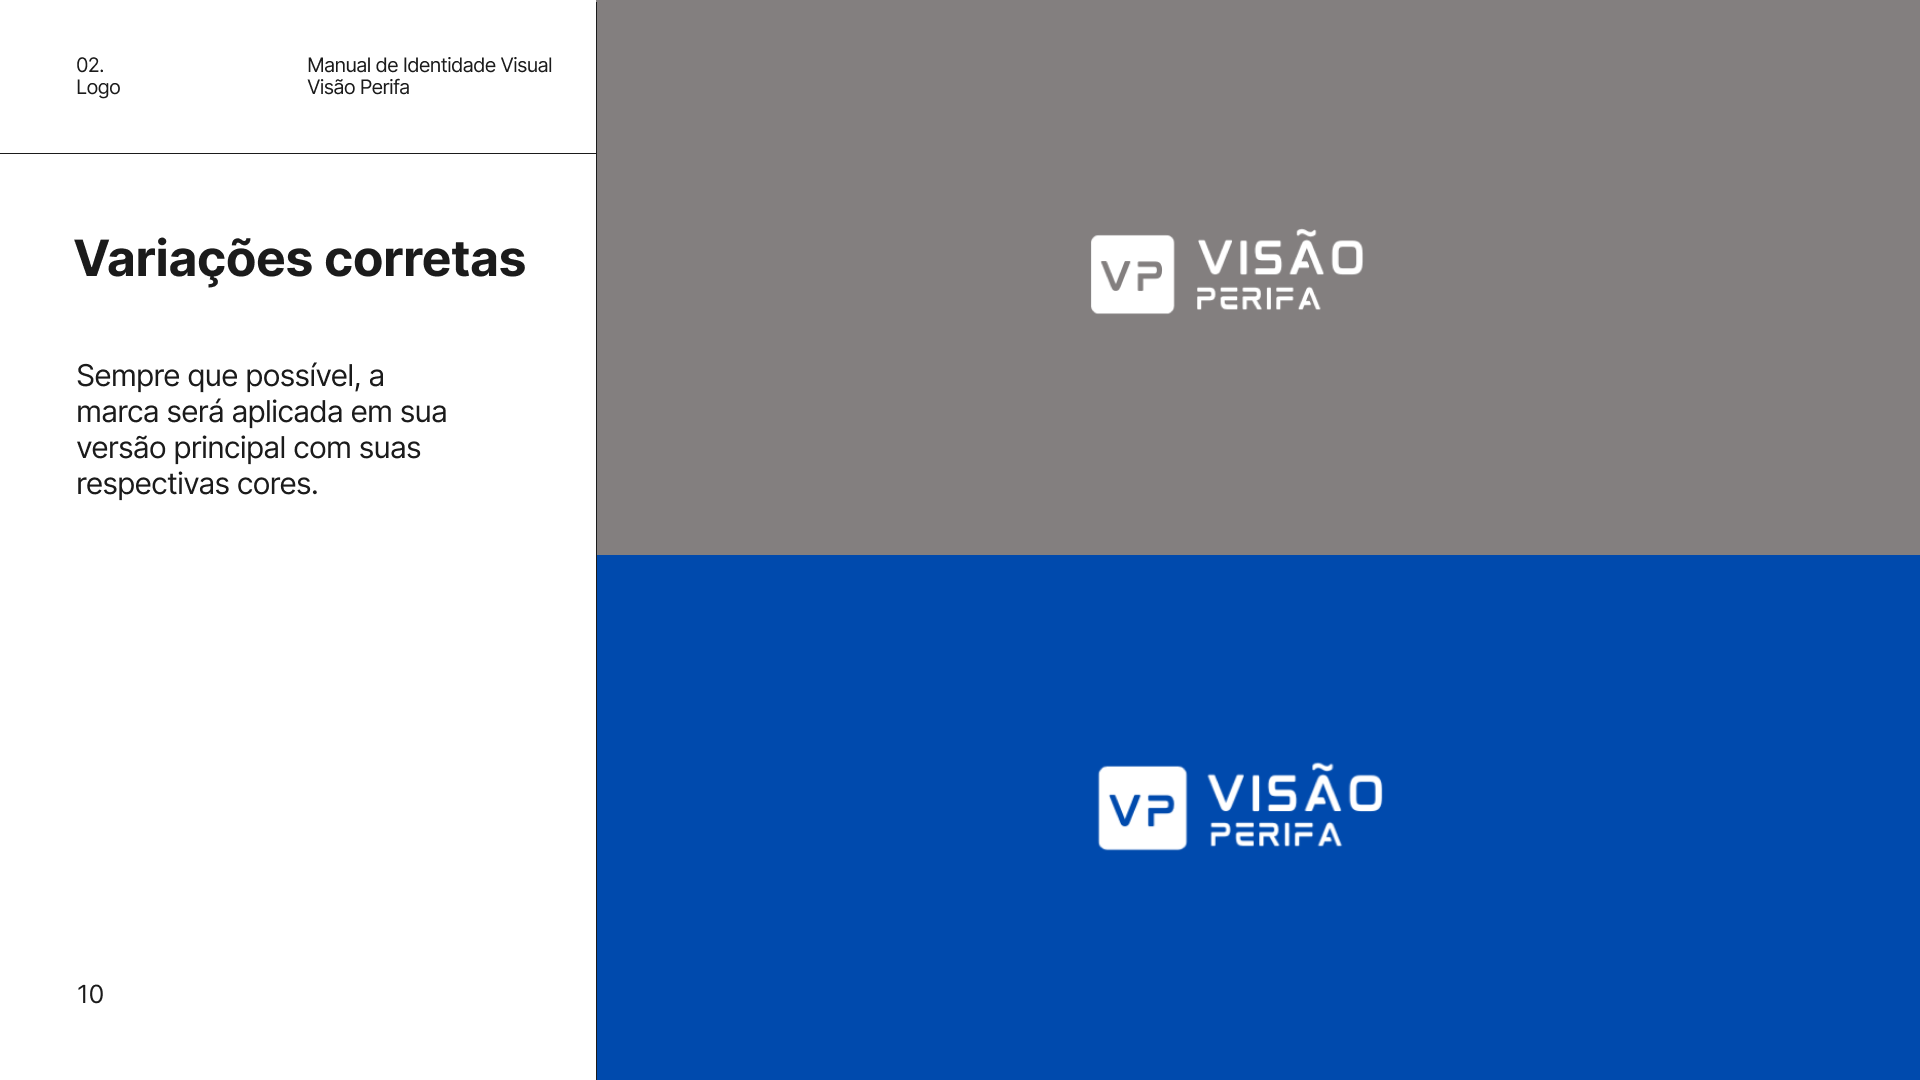 02.
Logo
Manual de Identidade Visual
Visão Perifa
Variações corretas
Sempre que possível, a
marca será aplicada em sua
versão principal com suas
respectivas cores.
10
VP
VISÃO
PERIFA
VP
VISÃO
PERIFA